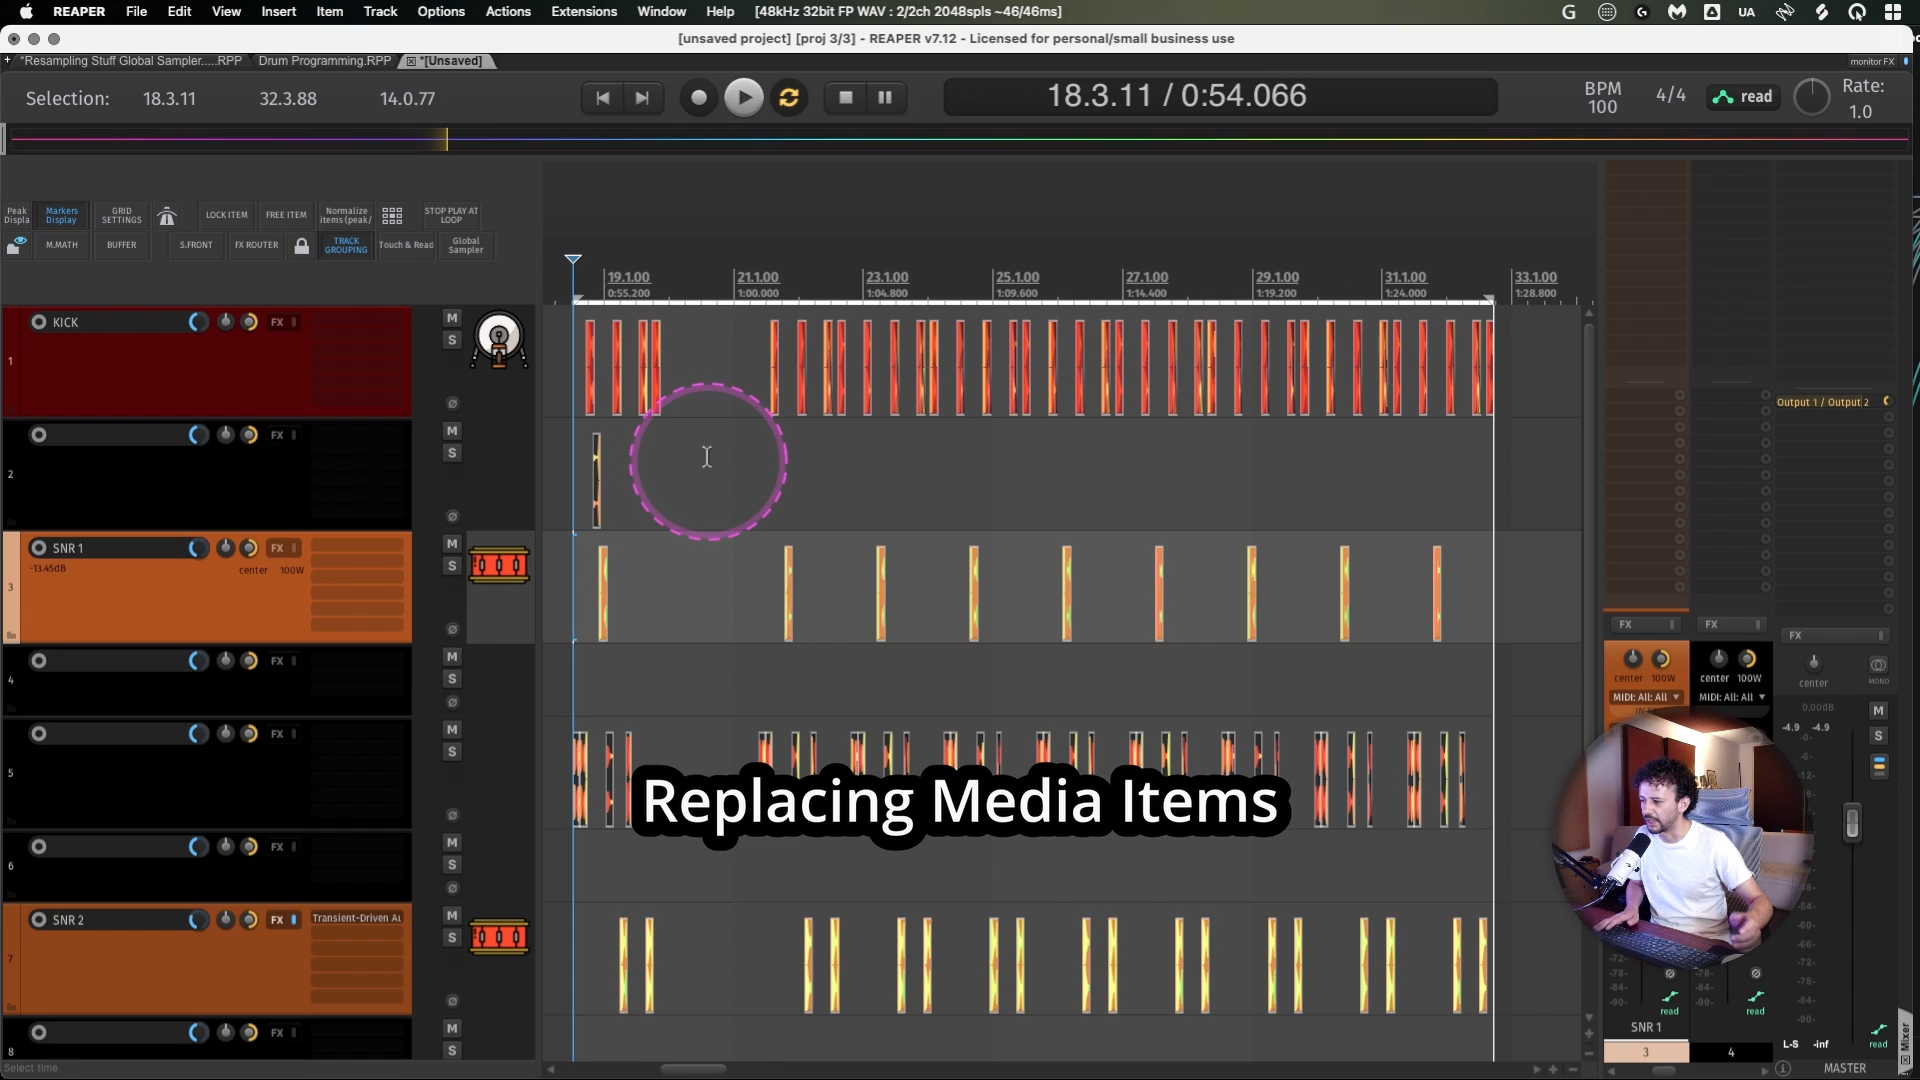 REAPER File Edit View Insert Item Track Options Actions Extensions Window Help [48kHz 32bit FP WAV : 2/2ch 2048spls ~46/46ms] UA
[unsaved project] [proj 3/3] - REAPER v7.12 - Licensed for personal/small business use
+ *Resampling Stuff Global Sampler.....RPP Drum Programming.RPP *[Unsaved] monitor FX
Selection: 18.3.11 32.3.88 14.0.77 18.3.11 / 0:54.066 BPM 100 4/4 read Rate: 1.0
Peak Displa Markers Display GRID SETTINGS LOCK ITEM FREE ITEM Normalize items (peak/ STOP PLAY AT LOOP
M.MATH BUFFER S.FRONT FX ROUTER TRACK GROUPING Touch & Read Global Sampler
19.1.00 21.1.00 23.1.00 25.1.00 27.1.00 29.1.00 31.1.00 33.1.00
0:55.200 1:00.000 1:04.800 1:09.600 1:14.400 1:19.200 1:24.000 1:28.800
1 KICK FX M S
2 FX M S
Output 1 / Output 2
3 SNR 1 FX M S
-13.45dB center 100W
4 FX M S
5 FX M S
6 FX M S
7 SNR 2 FX Transient-Driven Au M S
8 FX M S
Replacing Media Items
FX FX FX
center 100W center 100W center MONO
MIDI: All: All MIDI: All: All
0.00dB
-4.9 -4.9 M
S
read read read
SNR 1 L-S -inf
3 4 MASTER
Mixer
Select time